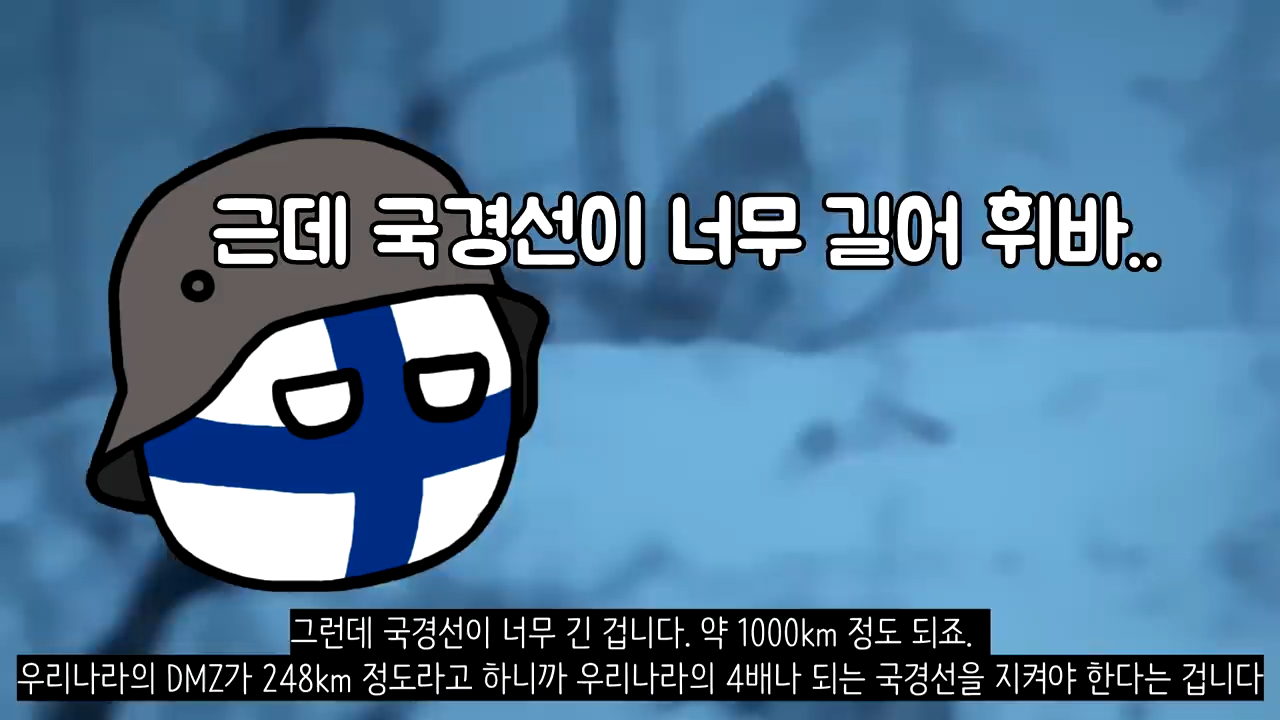 근데 국경선이 너무 길어 휘바..
그런데 국경선이 너무 긴 겁니다. 약 1000km 정도 되죠.
우리나라의 DMZ가 248km 정도라고 하니까 우리나라의 4배나 되는 국경선을 지켜야 한다는 겁니다